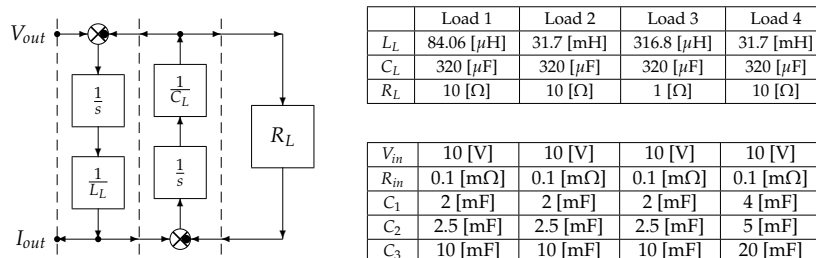 V_out
1/s
1/L_L
I_out
1/C_L
1/s
R_L
Load 1 Load 2 Load 3 Load 4
L_L 84.06 [μH] 31.7 [mH] 316.8 [μH] 31.7 [mH]
C_L 320 [μF] 320 [μF] 320 [μF] 320 [μF]
R_L 10 [Ω] 10 [Ω] 1 [Ω] 10 [Ω]
V_in 10 [V] 10 [V] 10 [V] 10 [V]
R_in 0.1 [mΩ] 0.1 [mΩ] 0.1 [mΩ] 0.1 [mΩ]
C_1 2 [mF] 2 [mF] 2 [mF] 4 [mF]
C_2 2.5 [mF] 2.5 [mF] 2.5 [mF] 5 [mF]
C_3 10 [mF] 10 [mF] 10 [mF] 20 [mF]